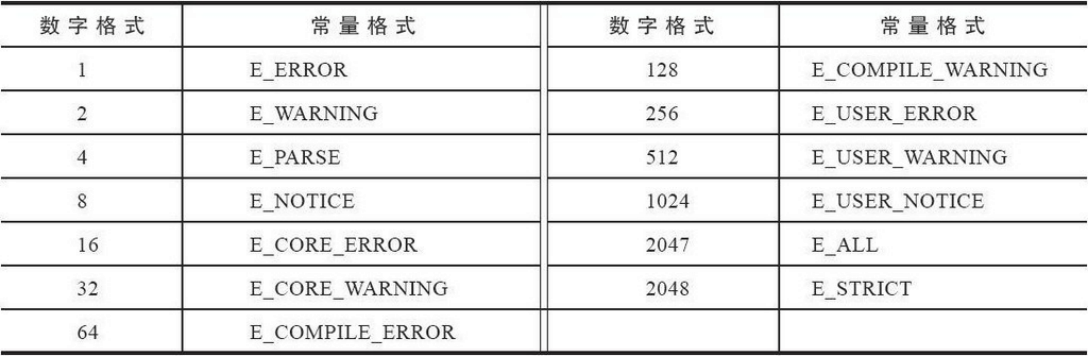 数字格式 常量格式 数字格式 常量格式
1 E_ERROR 128 E_COMPILE_WARNING
2 E_WARNING 256 E_USER_ERROR
4 E_PARSE 512 E_USER_WARNING
8 E_NOTICE 1024 E_USER_NOTICE
16 E_CORE_ERROR 2047 E_ALL
32 E_CORE_WARNING 2048 E_STRICT
64 E_COMPILE_ERROR